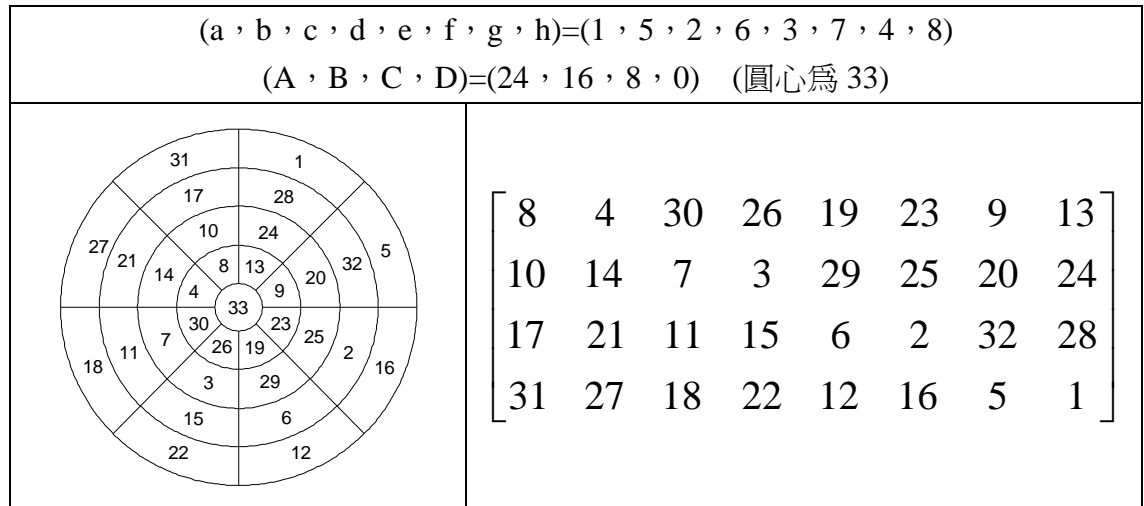 (a，b，c，d，e，f，g，h)=(1，5，2，6，3，7，4，8)
(A，B，C，D)=(24，16，8，0) (圓心為 33)
31 1
17 28
10 24
27 21 14 8 13 20 32 5
4 9
33
30 23
18 11 7 26 19 25 2 16
3 29
15 6
22 12
8 4 30 26 19 23 9 13
10 14 7 3 29 25 20 24
17 21 11 15 6 2 32 28
31 27 18 22 12 16 5 1